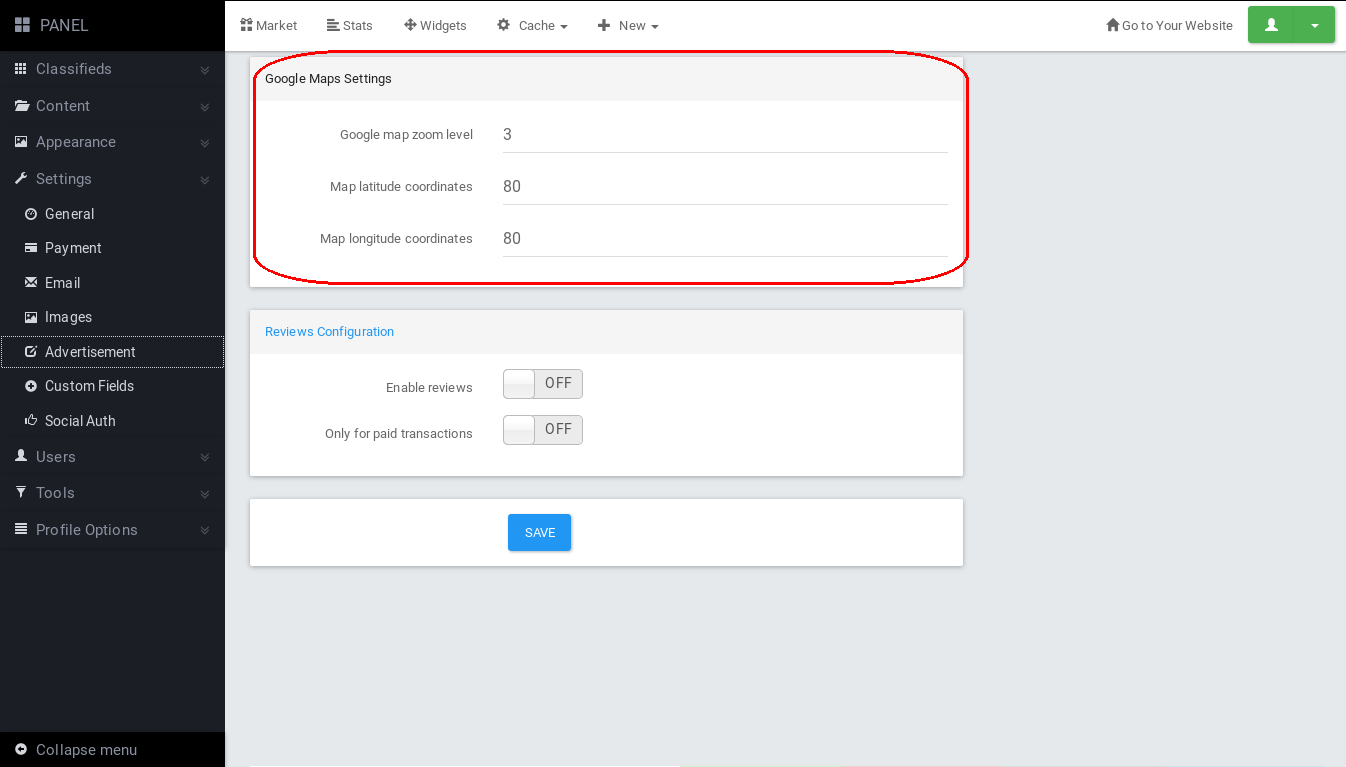 PANEL
Market
Stats
Widgets
Cache
New
Go to Your Website
Classifieds
Content
Appearance
Settings
General
Payment
Email
Images
Advertisement
Custom Fields
Social Auth
Users
Tools
Profile Options
Collapse menu
Google Maps Settings
Google map zoom level 3
Map latitude coordinates 80
Map longitude coordinates 80
Reviews Configuration
Enable reviews OFF
Only for paid transactions OFF
SAVE